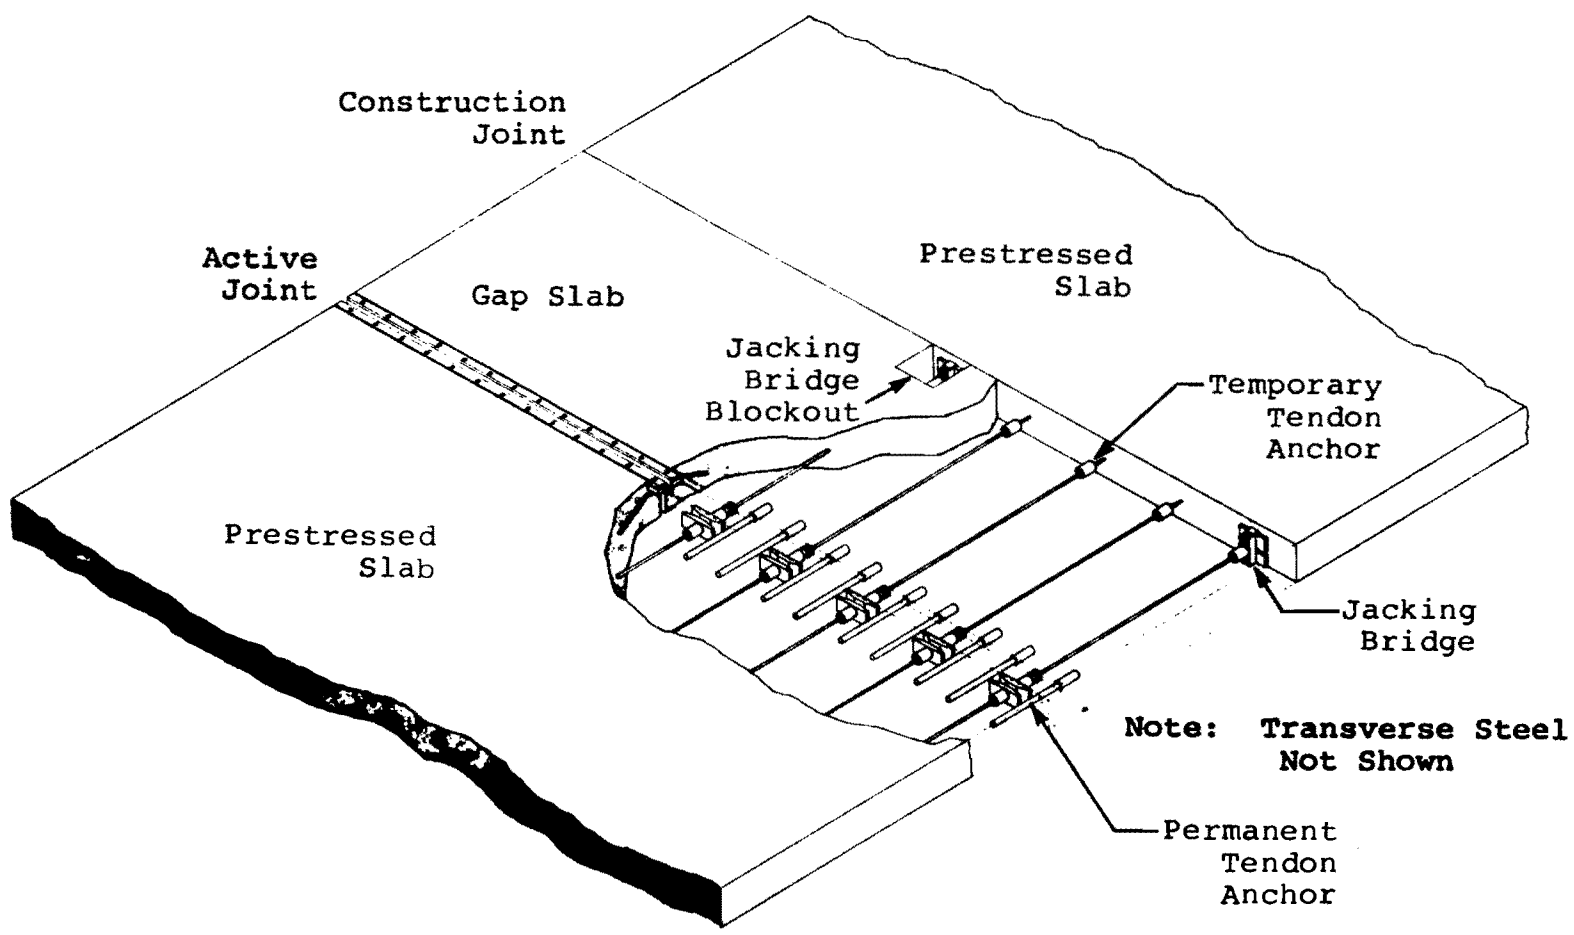 Construction
Joint
Active
Joint
Gap Slab
Prestressed
Slab
Jacking
Bridge
Blockout
Temporary
Tendon
Anchor
Prestressed
Slab
Jacking
Bridge
Note: Transverse Steel
Not Shown
Permanent
Tendon
Anchor